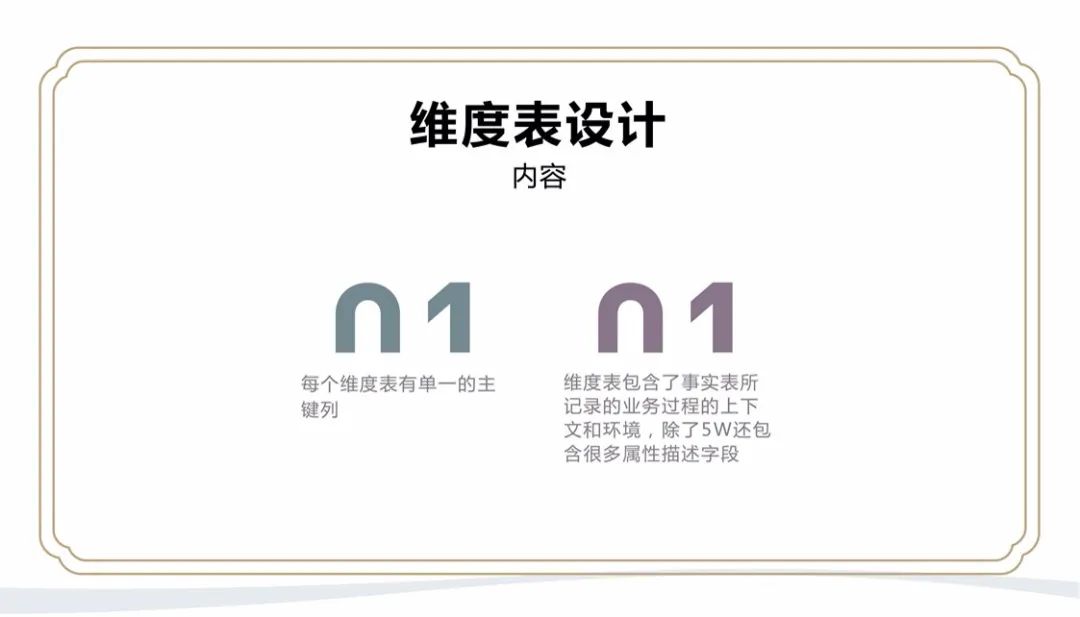 维度表设计
内容
01
每个维度表有单一的主
键列
01
维度表包含了事实表所
记录的业务过程的上下
文和环境，除了5W还包
含很多属性描述字段